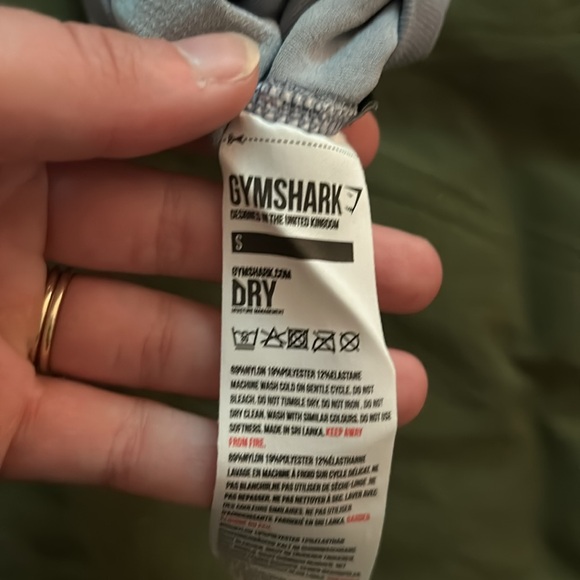 GYMSHARK
DESIGNED IN THE UNITED KINGDOM
S
GYMSHARK.COM
DRY
MOISTURE MANAGEMENT
69%NYLON 19%POLYESTER 12%ELASTANE
MACHINE WASH COLD ON GENTLE CYCLE. DO NOT
BLEACH. DO NOT TUMBLE DRY. DO NOT IRON. DO NOT
DRY CLEAN. WASH WITH SIMILAR COLOURS. DO NOT USE
SOFTNERS. MADE IN SRI LANKA. KEEP AWAY
FROM FIRE.
69%NYLON 19%POLYESTER 12%ÉLASTHANNE
LAVAGE EN MACHINE À FROID SUR CYCLE DÉLICAT. NE
PAS BLANCHIR. NE PAS UTILISER DE SÈCHE-LINGE. NE
PAS REPASSER. NE PAS NETTOYER À SEC. LAVER AVEC
DES COULEURS SIMILAIRES. NE PAS UTILISER
D'ADOUCISSANTS. FABRIQUÉ EN SRI LANKA.